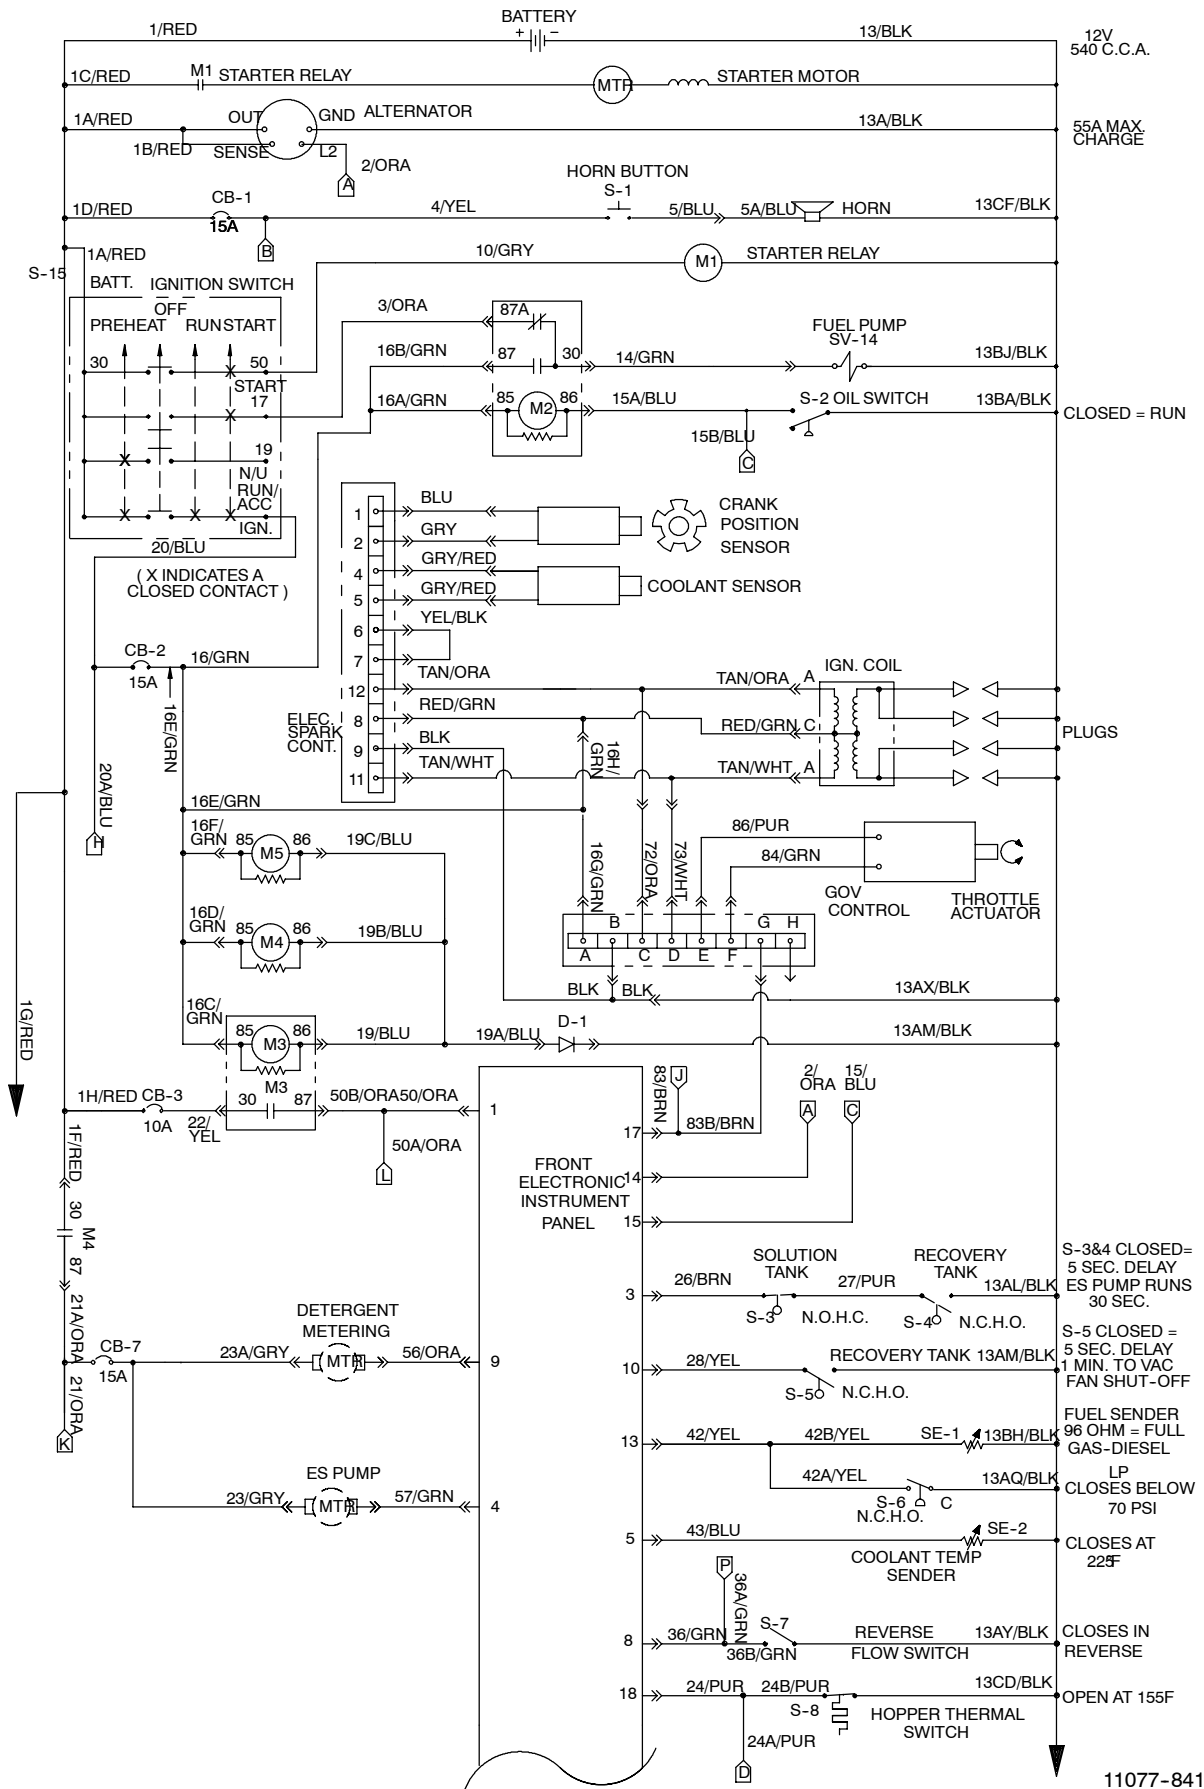 BATTERY
1/RED
+
-
13/BLK
12V
540 C.C.A.
1C/RED
M1
STARTER RELAY
MTR
STARTER MOTOR
1A/RED
OUT
GND
ALTERNATOR
13A/BLK
55A MAX.
CHARGE
1B/RED
SENSE
L2
2/ORA
A
HORN BUTTON
S-1
1D/RED
CB-1
15A
4/YEL
5/BLU
5A/BLU
HORN
13CF/BLK
B
1A/RED
10/GRY
M1
STARTER RELAY
S-15
BATT.
IGNITION SWITCH
OFF
PREHEAT
RUN
START
3/ORA
87A
FUEL PUMP
SV-14
30
50
16B/GRN
87
30
14/GRN
13BJ/BLK
START
17
16A/GRN
85
M2
86
15A/BLU
S-2 OIL SWITCH
13BA/BLK
CLOSED = RUN
15B/BLU
C
19
N/U
RUN/
ACC
IGN.
X
20/BLU
( X INDICATES A
CLOSED CONTACT )
1
BLU
CRANK
POSITION
SENSOR
2
GRY
4
GRY/RED
5
GRY/RED
COOLANT SENSOR
6
YEL/BLK
7
TAN/ORA
CB-2
15A
16/GRN
12
TAN/ORA
A
IGN. COIL
16E/GRN
ELEC.
SPARK
CONT.
8
RED/GRN
RED/GRN
C
PLUGS
9
BLK
16H/
GRN
11
TAN/WHT
TAN/WHT
A
20A/BLU
H
16E/GRN
16F/
GRN
85
M5
86
19C/BLU
16G/GRN
72/ORA
73/WHT
86/PUR
84/GRN
GOV
CONTROL
THROTTLE
ACTUATOR
16D/
GRN
85
M4
86
19B/BLU
B
G
H
A
C
D
E
F
BLK
BLK
13AX/BLK
1G/RED
16C/
GRN
85
M3
86
19/BLU
19A/BLU
D-1
13AM/BLK
M3
1H/RED
CB-3
10A
22/
YEL
30
87
50B/ORA
50/ORA
1
83/BRN
J
2/
ORA
A
15/
BLU
C
50A/ORA
L
17
83B/BRN
FRONT
ELECTRONIC
INSTRUMENT
PANEL
14
15
1F/RED
30
M4
87
21A/ORA
3
26/BRN
SOLUTION
TANK
S-3
N.O.H.C.
27/PUR
RECOVERY
TANK
S-4
N.C.H.O.
13AL/BLK
S-3&4 CLOSED=
5 SEC. DELAY
ES PUMP RUNS
30 SEC.
DETERGENT
METERING
CB-7
15A
23A/GRY
MTR
56/ORA
9
21/ORA
K
10
28/YEL
S-5
RECOVERY TANK
N.C.H.O.
13AM/BLK
S-5 CLOSED =
5 SEC. DELAY
1 MIN. TO VAC
FAN SHUT-OFF
13
42/YEL
42B/YEL
SE-1
13BH/BLK
FUEL SENDER
96 OHM = FULL
GAS-DIESEL
42A/YEL
S-6
N.C.H.O.
C
13AQ/BLK
LP
CLOSES BELOW
70 PSI
ES PUMP
23/GRY
MTR
57/GRN
4
5
43/BLU
SE-2
COOLANT TEMP
SENDER
CLOSES AT
225F
P
36A/GRN
8
36/GRN
36B/GRN
S-7
REVERSE
FLOW SWITCH
13AY/BLK
CLOSES IN
REVERSE
18
24/PUR
24B/PUR
S-8
HOPPER THERMAL
SWITCH
13CD/BLK
OPEN AT 155F
24A/PUR
D
11077-841